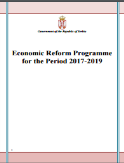 Government of the Republic of Serbia
Economic Reform Programme
for the Period 2017-2019